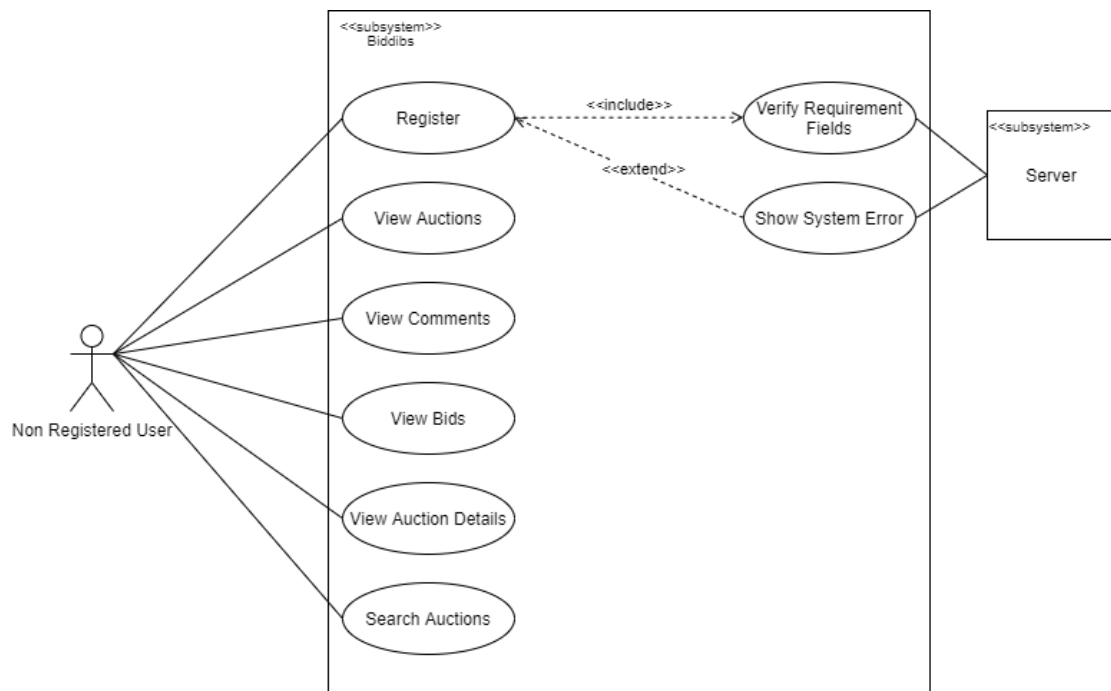 <<subsystem>>
Biddibs
Register
<<include>>
Verify Requirement
Fields
<<subsystem>>
Server
<<extend>>
View Auctions
Show System Error
View Comments
Non Registered User
View Bids
View Auction Details
Search Auctions